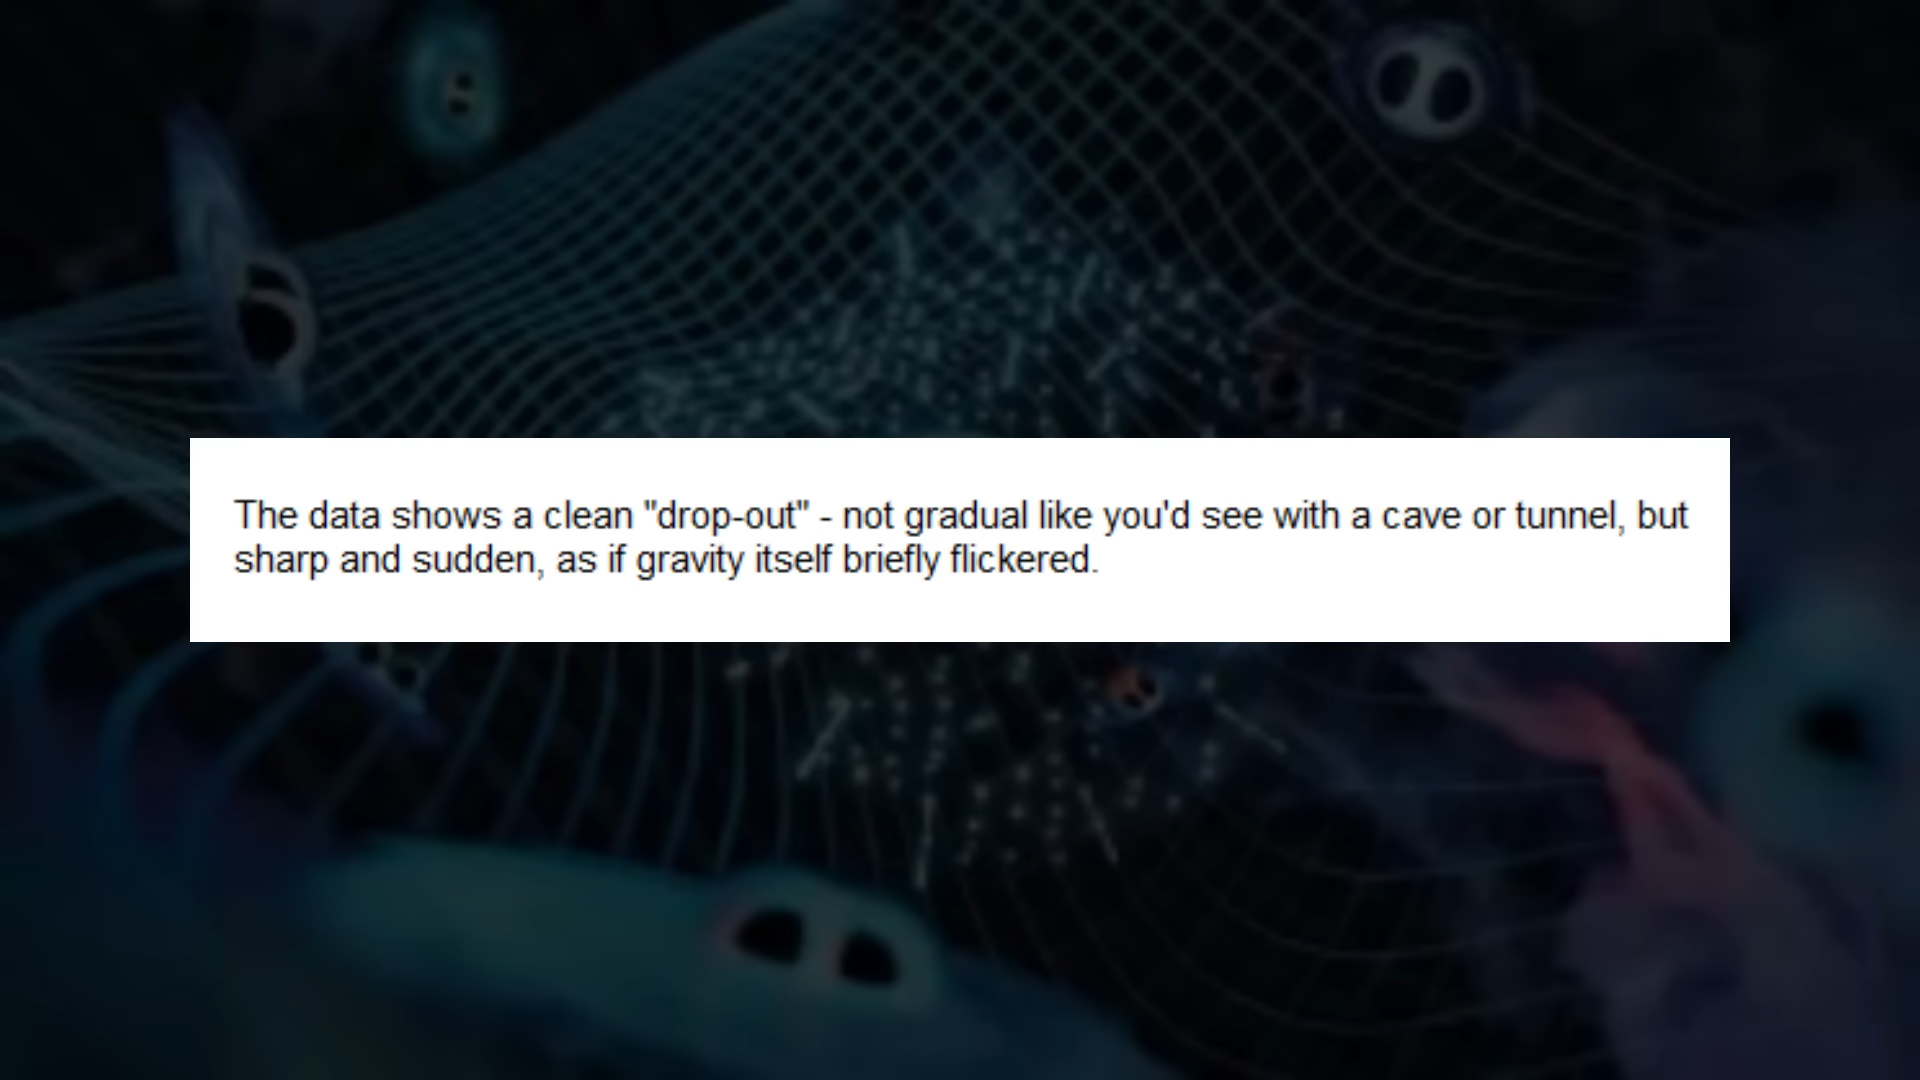 The data shows a clean "drop-out" - not gradual like you'd see with a cave or tunnel, but
sharp and sudden, as if gravity itself briefly flickered.